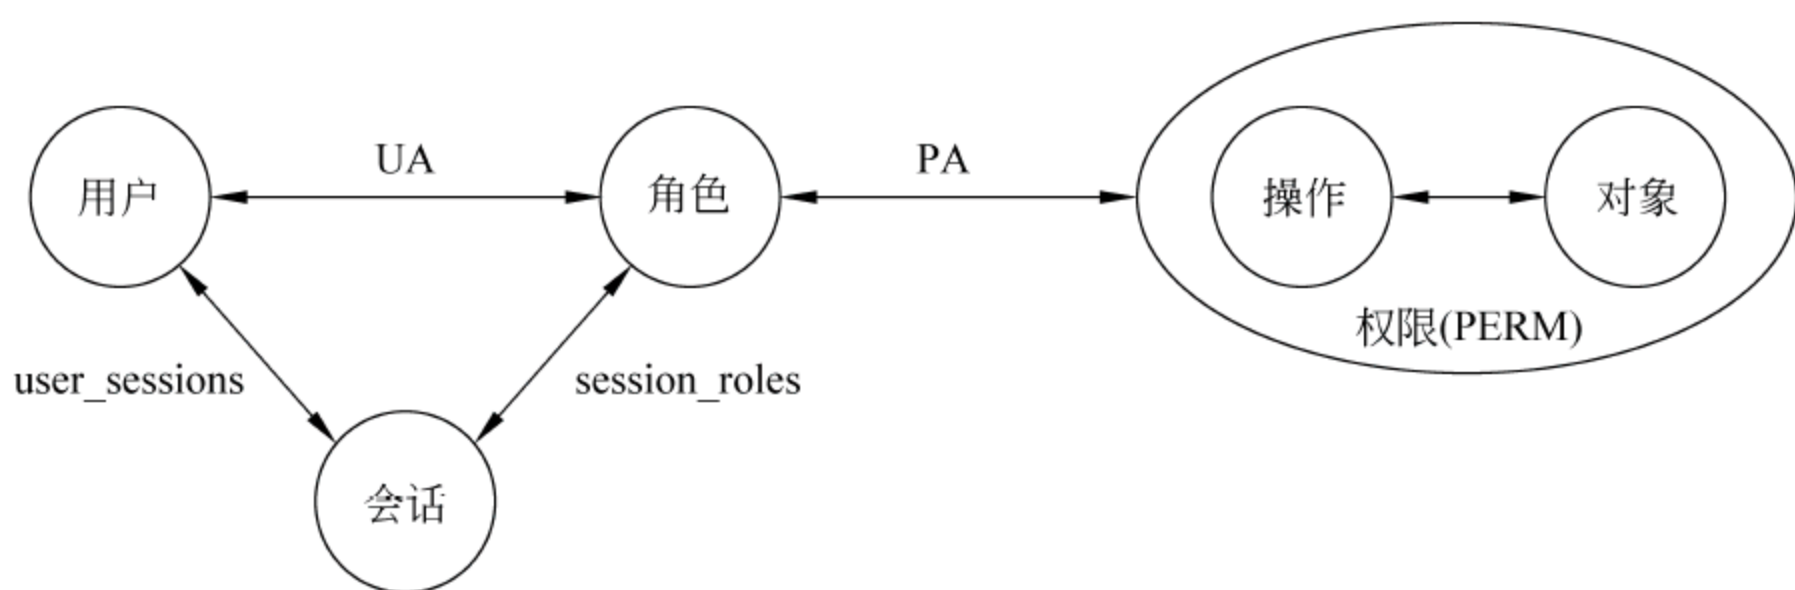 UA
PA
用户
角色
操作
对象
权限(PERM)
user_sessions
session_roles
会话